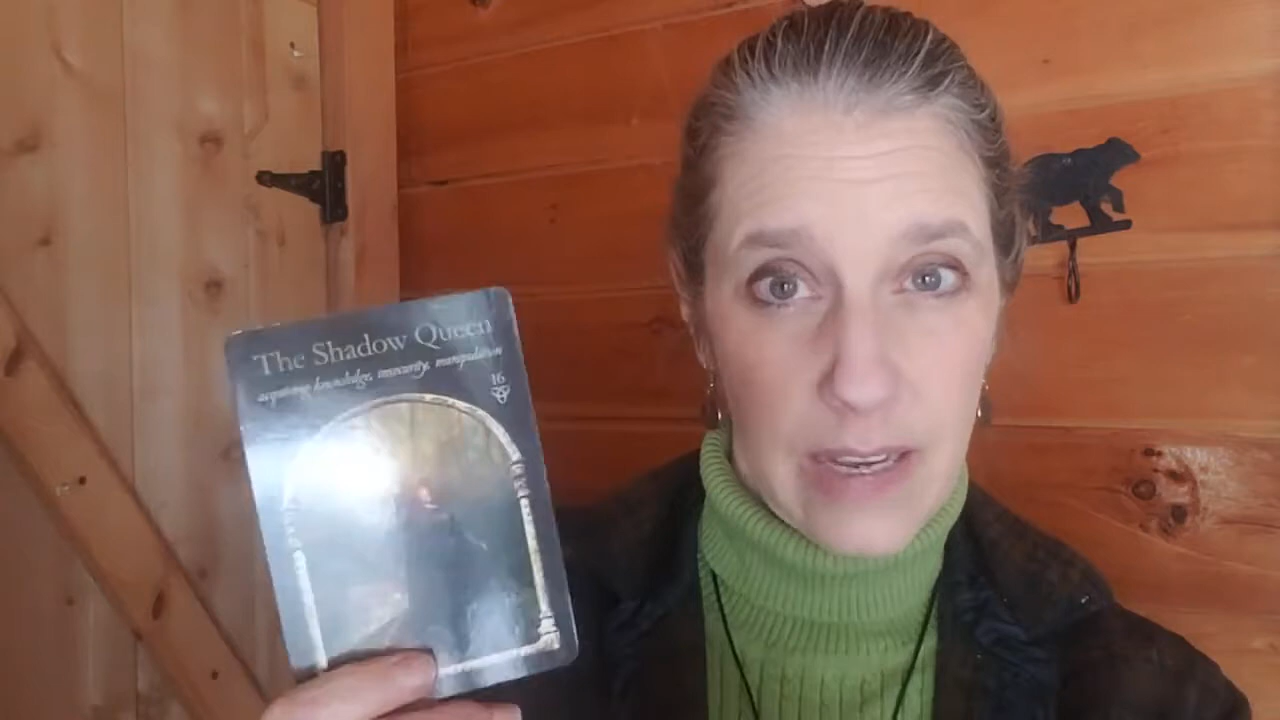 The Shadow Queen
acquiring knowledge, insecurity, manipulation
16